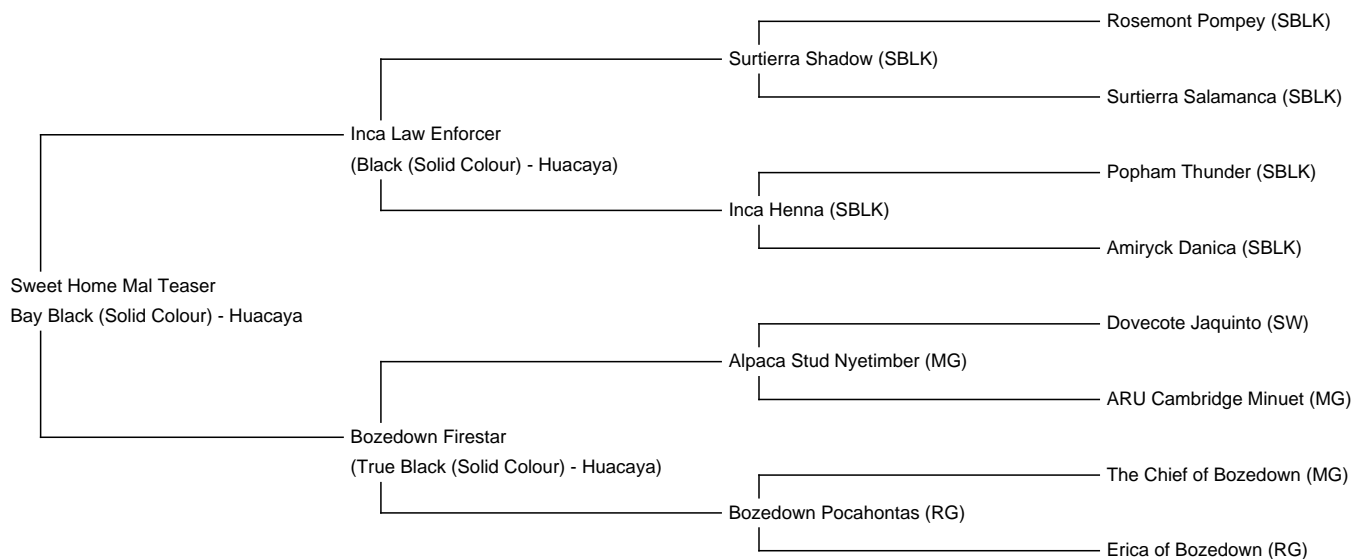 Rosemont Pompey (SBLK)
Surtierra Shadow (SBLK)
Surtierra Salamanca (SBLK)
Inca Law Enforcer
(Black (Solid Colour) - Huacaya)
Popham Thunder (SBLK)
Inca Henna (SBLK)
Amiryck Danica (SBLK)
Sweet Home Mal Teaser
Bay Black (Solid Colour) - Huacaya
Dovecote Jaquinto (SW)
Alpaca Stud Nyetimber (MG)
ARU Cambridge Minuet (MG)
Bozedown Firestar
(True Black (Solid Colour) - Huacaya)
The Chief of Bozedown (MG)
Bozedown Pocahontas (RG)
Erica of Bozedown (RG)